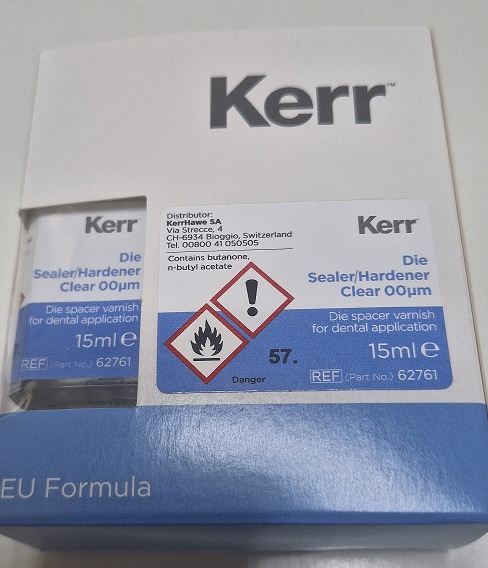 Kerr™
Kerr
Die
Sealer/Hardener
Clear 00µm
Die spacer varnish
for dental application
15ml ℮
REF (Part No.) 62761
Distributor:
KerrHawe SA
Via Strecce, 4
CH-6934 Bioggio, Switzerland
Tel. 00800 41 050505
Contains butanone,
n-butyl acetate
57.
Danger
Kerr
Die
Sealer/Hardener
Clear 00µm
Die spacer varnish
for dental application
15ml ℮
REF (Part No.) 62761
EU Formula